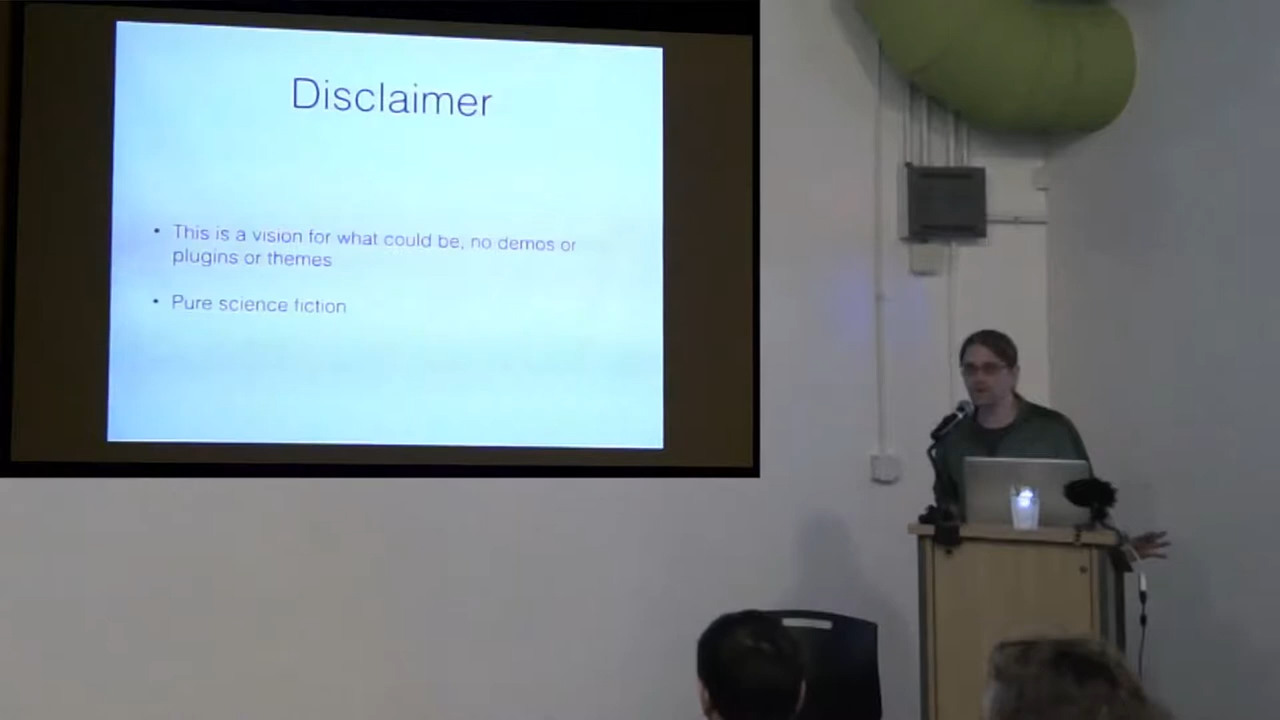 Disclaimer
• This is a vision for what could be, no demos or
plugins or themes
• Pure science fiction